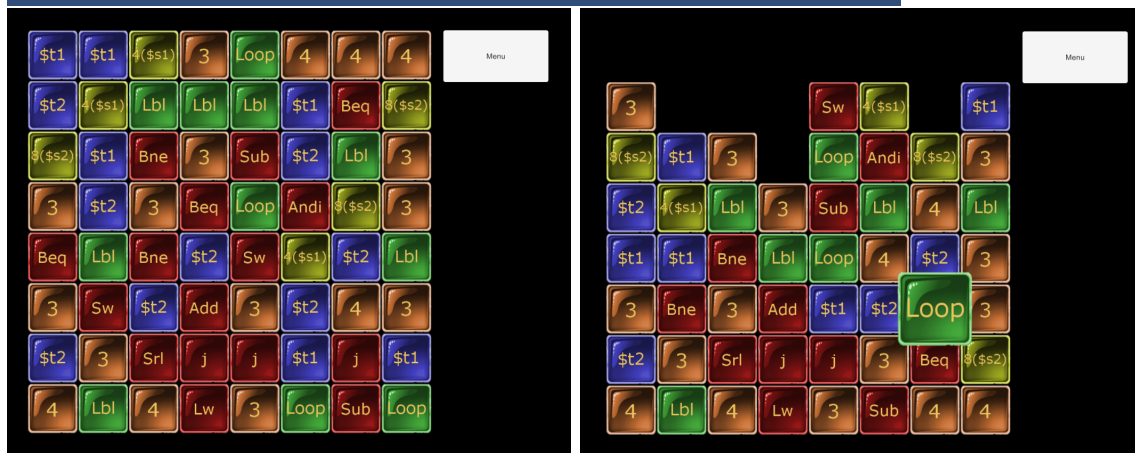 $t1 $t1 4($s1) 3 Loop 4 4 4 Menu
$t2 4($s1) Lbl Lbl Lbl $t1 Beq 8($s2)
8($s2) $t1 Bne 3 Sub $t2 Lbl 3
3 $t2 3 Beq Loop Andi 8($s2) 3
Beq Lbl Bne $t2 Sw 4($s1) $t2 Lbl
3 Sw $t2 Add 3 $t2 4 3
$t2 3 Srl j j $t1 j $t1
4 Lbl 4 Lw 3 Loop Sub Loop
Menu
3 Sw 4($s1) $t1
8($s2) $t1 3 Loop Andi 8($s2) 3
$t2 4($s1) Lbl 3 Sub Lbl 4 Lbl
$t1 $t1 Bne Lbl Loop 4 $t2 3
3 Bne 3 Add $t1 $t2 Loop 3
$t2 3 Srl j j 3 Beq 8($s2)
4 Lbl 4 Lw 3 Sub 4 4